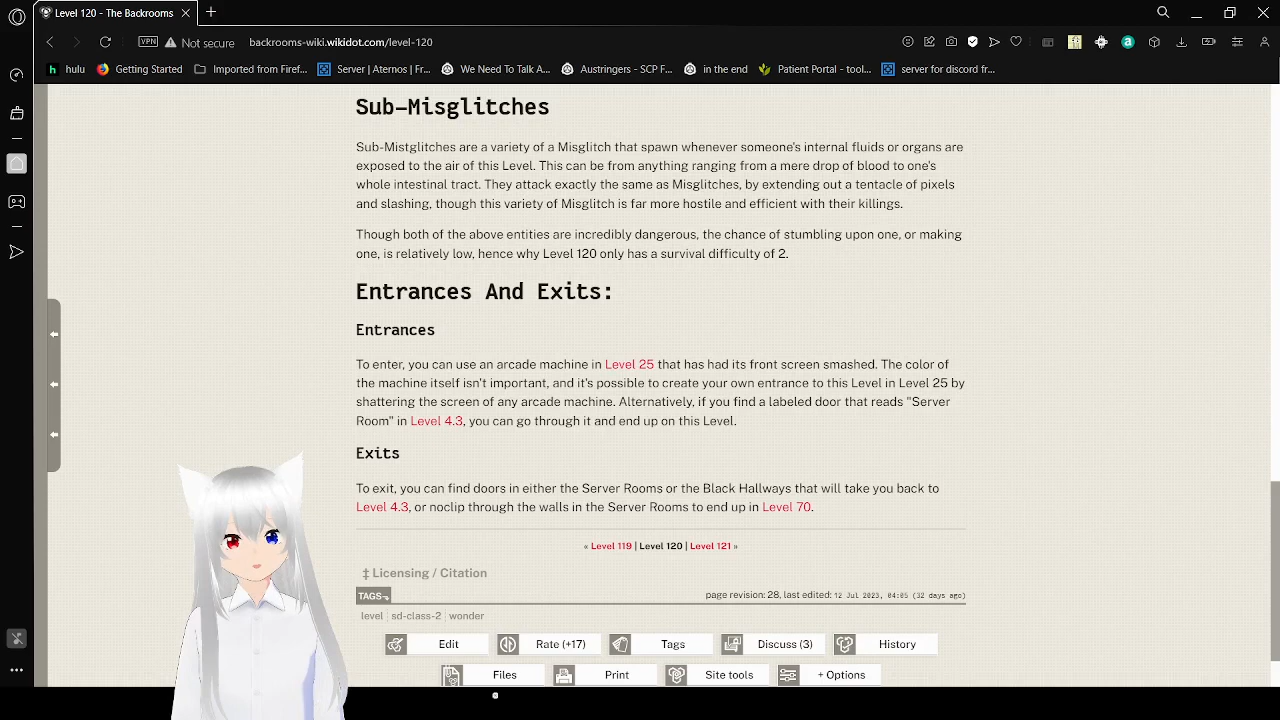 Level 120 - The Backrooms
VPN
Not secure
backrooms-wiki.wikidot.com/level-120
hulu
Getting Started
Imported from Firef...
Server | Aternos | Fr...
We Need To Talk A...
Austringers - SCP F...
in the end
Patient Portal - tool...
server for discord fr...
Sub-Misglitches
Sub-Mistglitches are a variety of a Misglitch that spawn whenever someone's internal fluids or organs are
exposed to the air of this Level. This can be from anything ranging from a mere drop of blood to one's
whole intestinal tract. They attack exactly the same as Misglitches, by extending out a tentacle of pixels
and slashing, though this variety of Misglitch is far more hostile and efficient with their killings.
Though both of the above entities are incredibly dangerous, the chance of stumbling upon one, or making
one, is relatively low, hence why Level 120 only has a survival difficulty of 2.
Entrances And Exits:
Entrances
To enter, you can use an arcade machine in Level 25 that has had its front screen smashed. The color of
the machine itself isn't important, and it's possible to create your own entrance to this Level in Level 25 by
shattering the screen of any arcade machine. Alternatively, if you find a labeled door that reads "Server
Room" in Level 4.3, you can go through it and end up on this Level.
Exits
To exit, you can find doors in either the Server Rooms or the Black Hallways that will take you back to
Level 4.3, or noclip through the walls in the Server Rooms to end up in Level 70.
« Level 119 | Level 120 | Level 121 »
‡ Licensing / Citation
TAGS
page revision: 28, last edited: 12 Jul 2023, 04:05 (32 days ago)
level | sd-class-2 | wonder
Edit
Rate (+17)
Tags
Discuss (3)
History
Files
Print
Site tools
+ Options